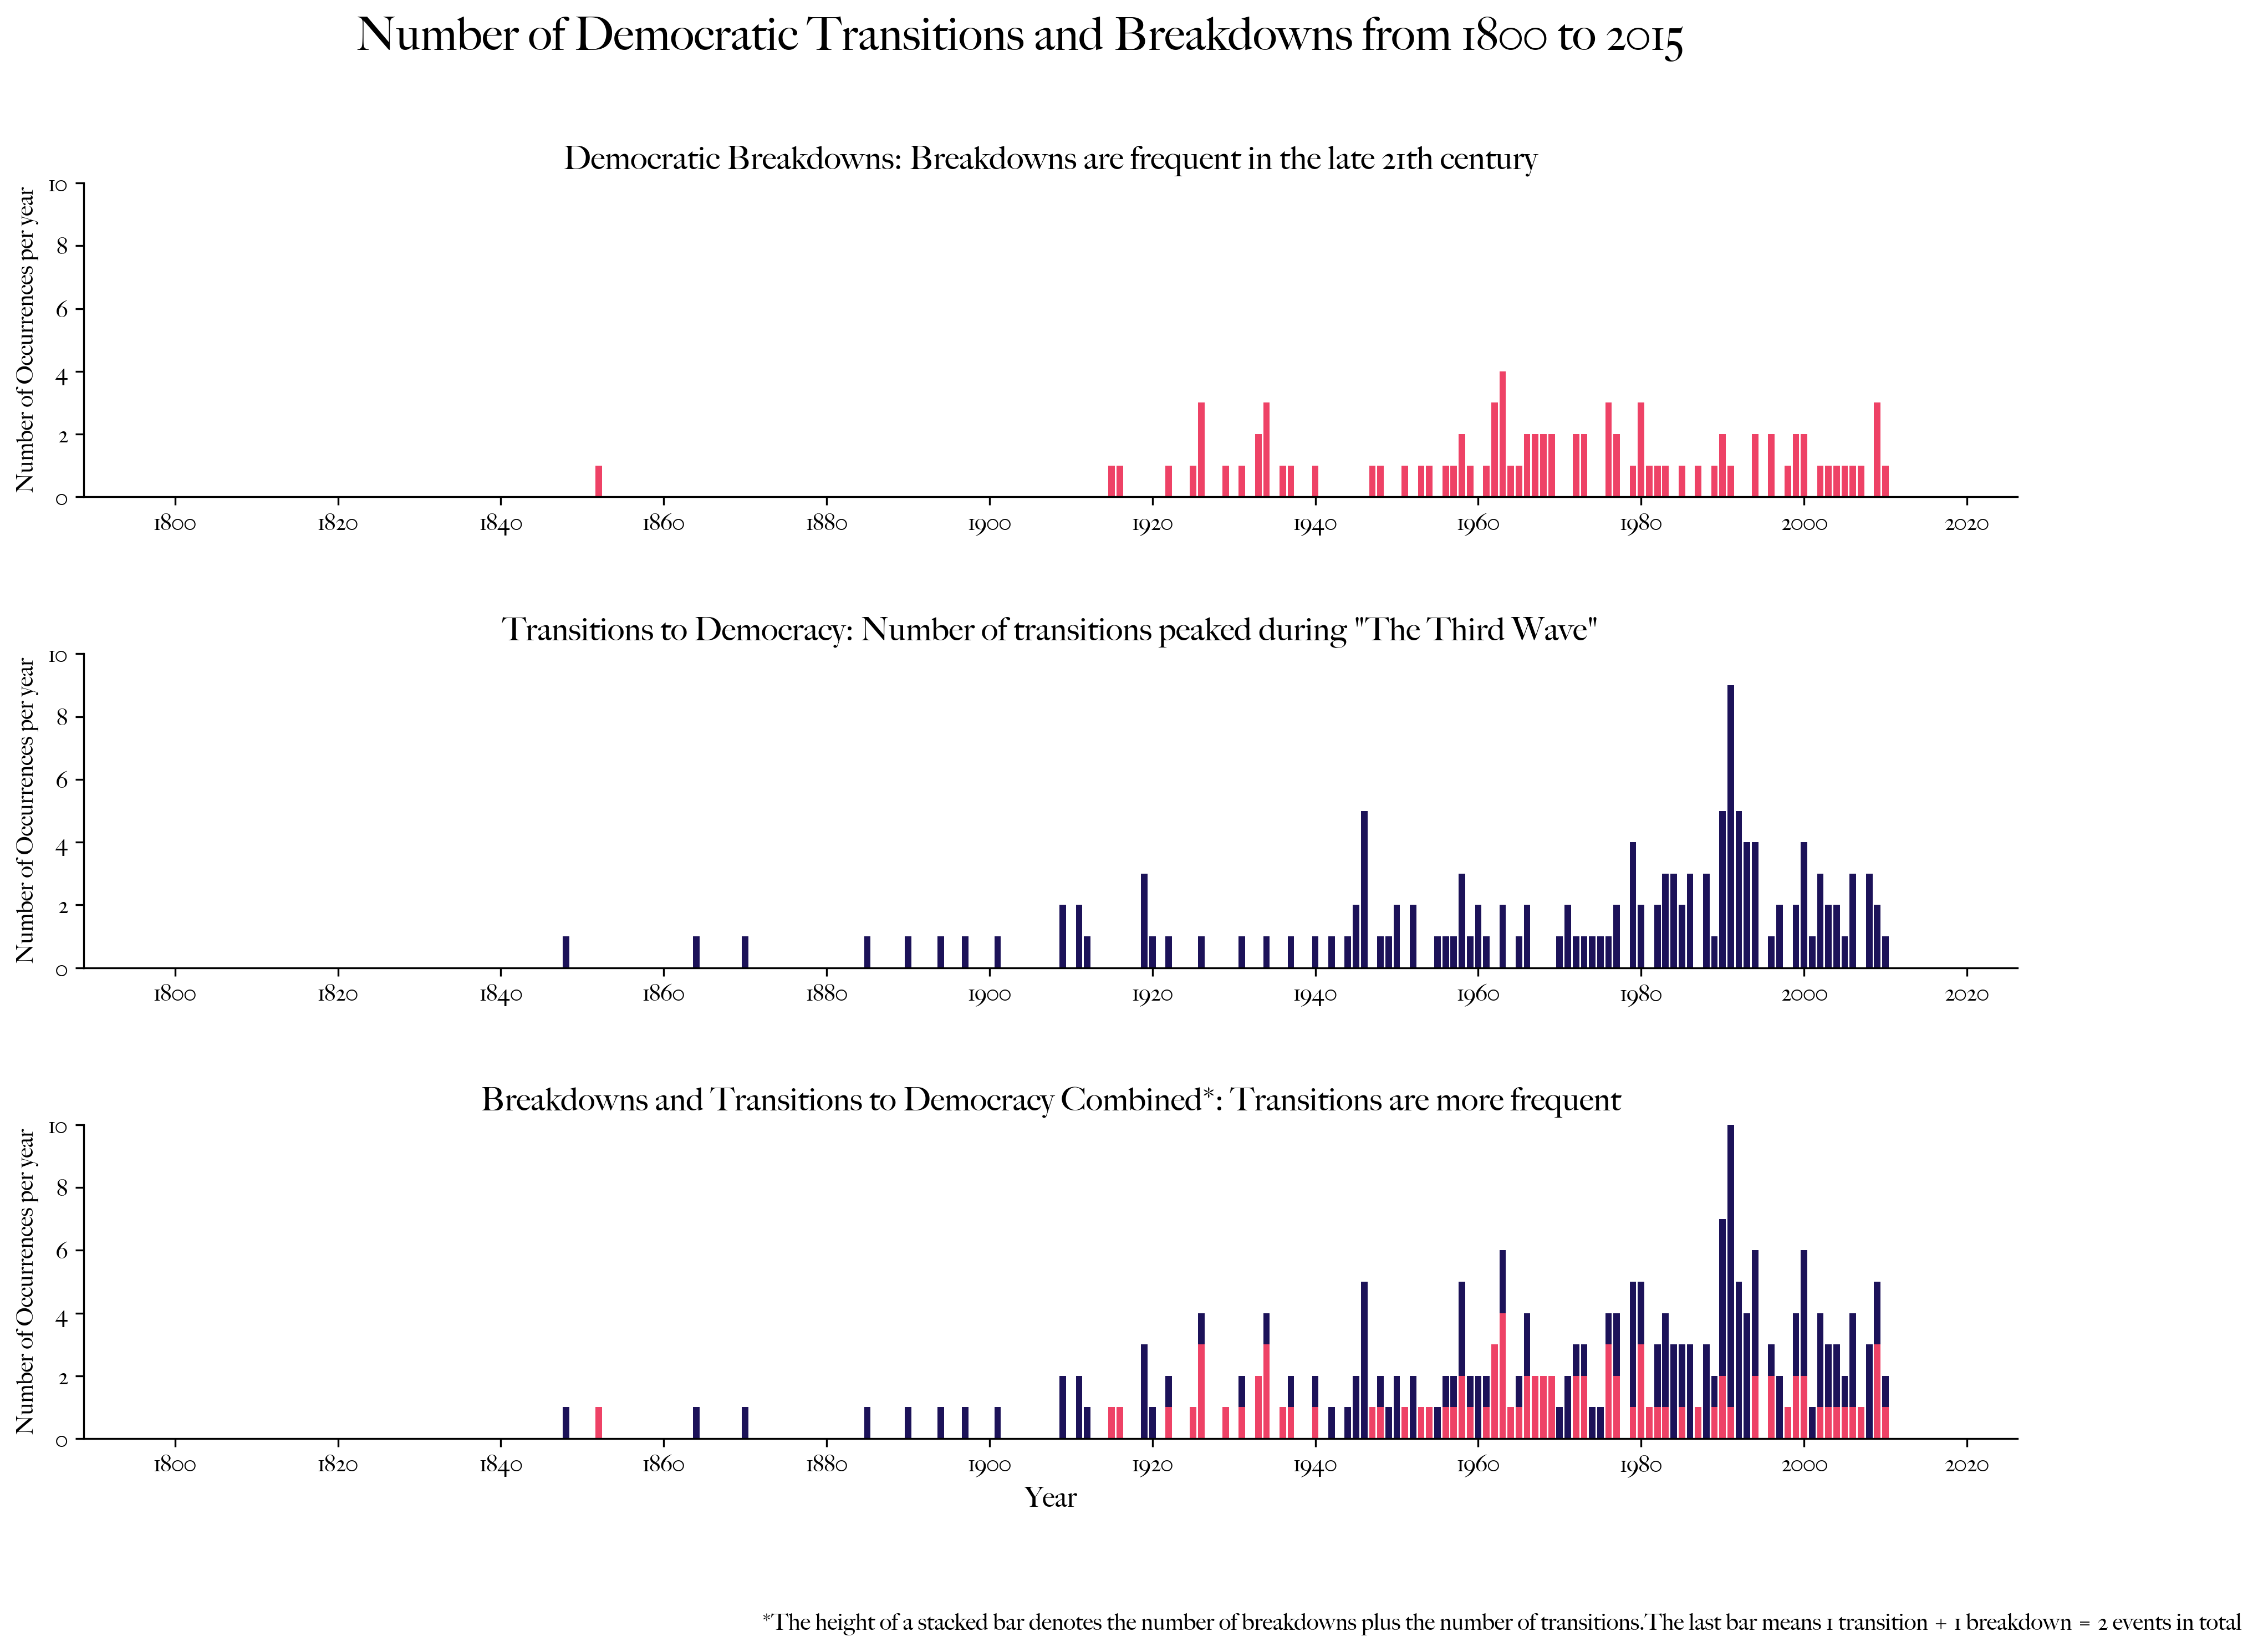 Number of Democratic Transitions and Breakdowns from 1800 to 2015
Democratic Breakdowns: Breakdowns are frequent in the late 21th century
Number of Occurrences per year
10
8
6
4
2
0
1800 1820 1840 1860 1880 1900 1920 1940 1960 1980 2000 2020
Transitions to Democracy: Number of transitions peaked during "The Third Wave"
Number of Occurrences per year
10
8
6
4
2
0
1800 1820 1840 1860 1880 1900 1920 1940 1960 1980 2000 2020
Breakdowns and Transitions to Democracy Combined*: Transitions are more frequent
Number of Occurrences per year
10
8
6
4
2
0
1800 1820 1840 1860 1880 1900 1920 1940 1960 1980 2000 2020
Year
*The height of a stacked bar denotes the number of breakdowns plus the number of transitions.The last bar means 1 transition + 1 breakdown = 2 events in total